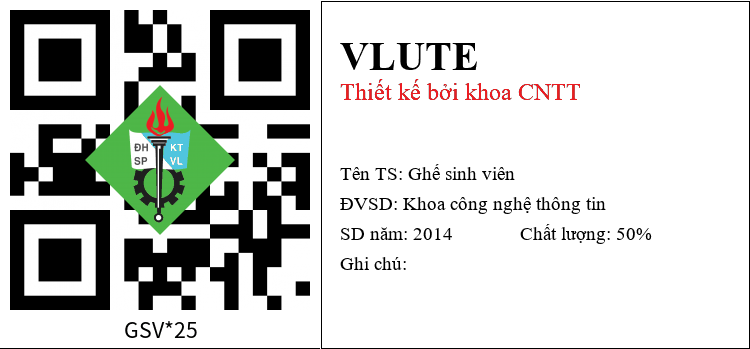 ĐH KT
SP VL
GSV*25
VLUTE
Thiết kế bởi khoa CNTT
Tên TS: Ghế sinh viên
ĐVSD: Khoa công nghệ thông tin
SD năm: 2014 Chất lượng: 50%
Ghi chú: